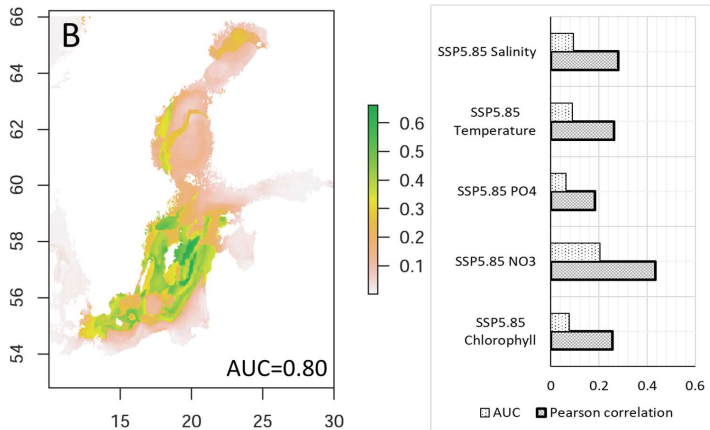 B
66
64
62
60
58
56
54
15
20
25
30
AUC=0.80
0.6
0.5
0.4
0.3
0.2
0.1
SSP5.85 Salinity
SSP5.85
Temperature
SSP5.85 PO4
SSP5.85 NO3
SSP5.85
Chlorophyll
0
0.2
0.4
0.6
AUC
Pearson correlation